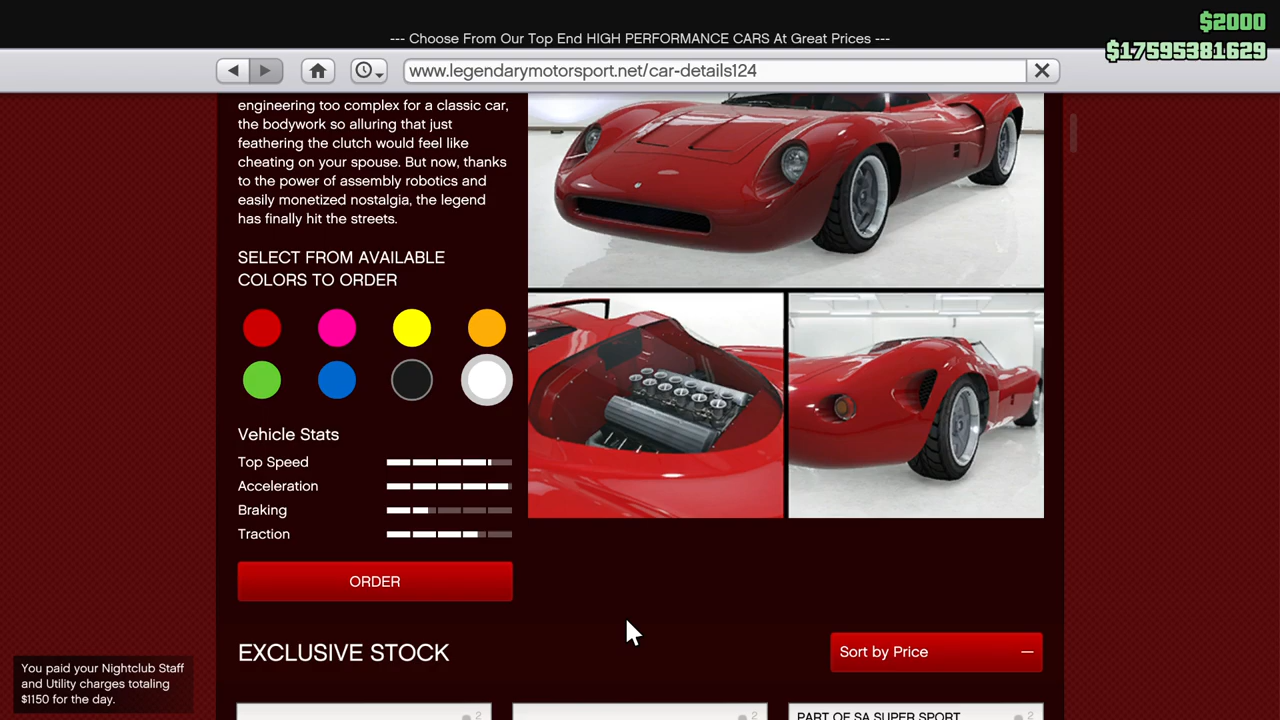 $2000
--- Choose From Our Top End HIGH PERFORMANCE CARS At Great Prices ---
$17595381629
www.legendarymotorsport.net/car-details124
engineering too complex for a classic car,
the bodywork so alluring that just
feathering the clutch would feel like
cheating on your spouse. But now, thanks
to the power of assembly robotics and
easily monetized nostalgia, the legend
has finally hit the streets.
SELECT FROM AVAILABLE
COLORS TO ORDER
Vehicle Stats
Top Speed
Acceleration
Braking
Traction
ORDER
EXCLUSIVE STOCK
Sort by Price
You paid your Nightclub Staff
and Utility charges totaling
$1150 for the day.
2
2
PART OF SA SUPER SPORT
2